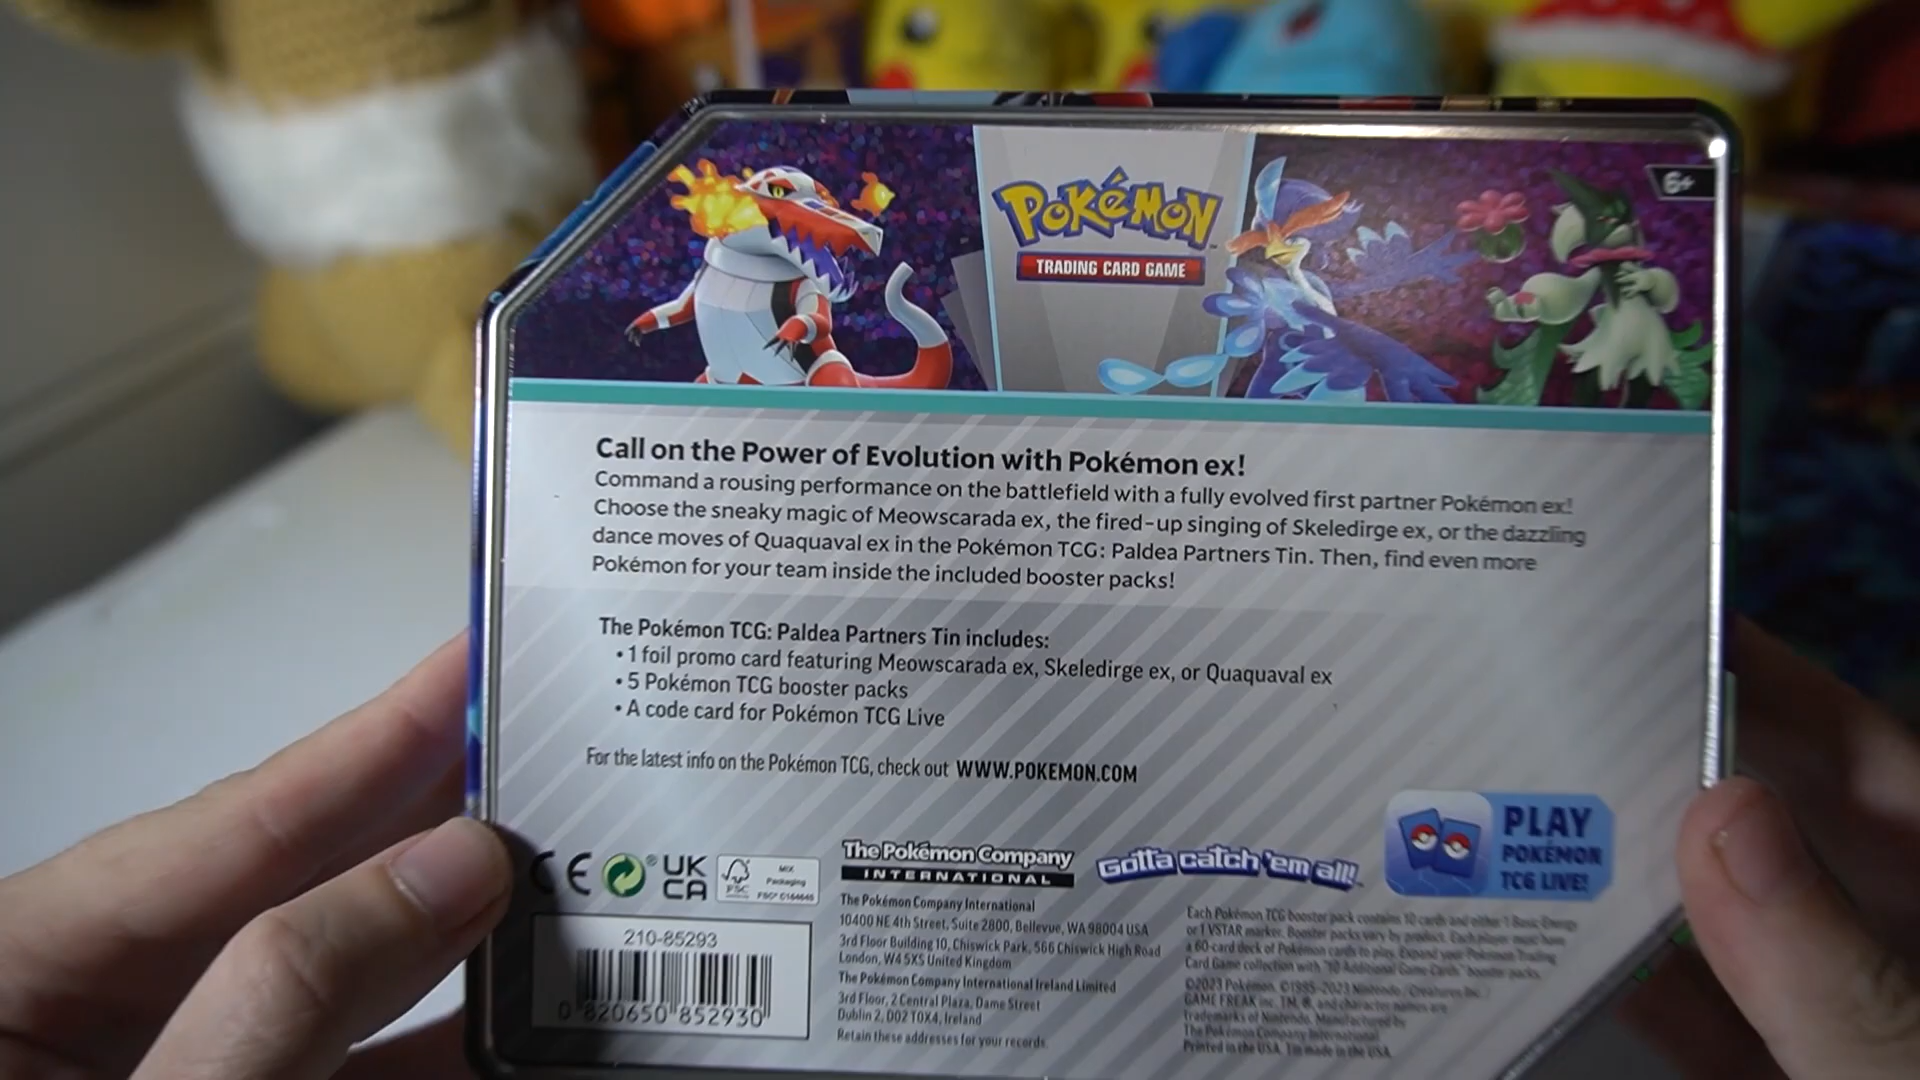 POKéMON
TRADING CARD GAME
6+
Call on the Power of Evolution with Pokémon ex!
Command a rousing performance on the battlefield with a fully evolved first partner Pokémon ex!
Choose the sneaky magic of Meowscarada ex, the fired-up singing of Skeledirge ex, or the dazzling
dance moves of Quaquaval ex in the Pokémon TCG: Paldea Partners Tin. Then, find even more
Pokémon for your team inside the included booster packs!
The Pokémon TCG: Paldea Partners Tin includes:
• 1 foil promo card featuring Meowscarada ex, Skeledirge ex, or Quaquaval ex
• 5 Pokémon TCG booster packs
• A code card for Pokémon TCG Live
For the latest info on the Pokémon TCG, check out WWW.POKEMON.COM
PLAY
POKÉMON
TCG LIVE!
CE
UK
CA
FSC
MIX
Packaging
The Pokémon Company
INTERNATIONAL
Gotta catch 'em all!
210-85293
0 820650 852930
The Pokémon Company International
10400 NE 4th Street, Suite 2800, Bellevue, WA 98004 USA
3rd Floor Building 10, Chiswick Park, 566 Chiswick High Road
London, W4 5XS United Kingdom
The Pokémon Company International Ireland Limited
3rd Floor, 2 Central Plaza, Dame Street
Dublin 2, D02 T0X4, Ireland
Retain these addresses for your records.
Each Pokémon TCG booster pack contains 10 cards and either 1 Basic Energy
or 1 VSTAR marker. Booster packs vary by product. Each player must have
a 60-card deck of Pokémon cards to play. Expand your Pokémon Trading
Card Game collection with "10 Additional Game Cards" booster packs.
©2023 Pokémon. ©1995–2023 Nintendo / Creatures Inc. /
GAME FREAK inc. TM, ®, and character names are
trademarks of Nintendo. Manufactured by
The Pokémon Company International.
Printed in the USA. Tin made in the USA.